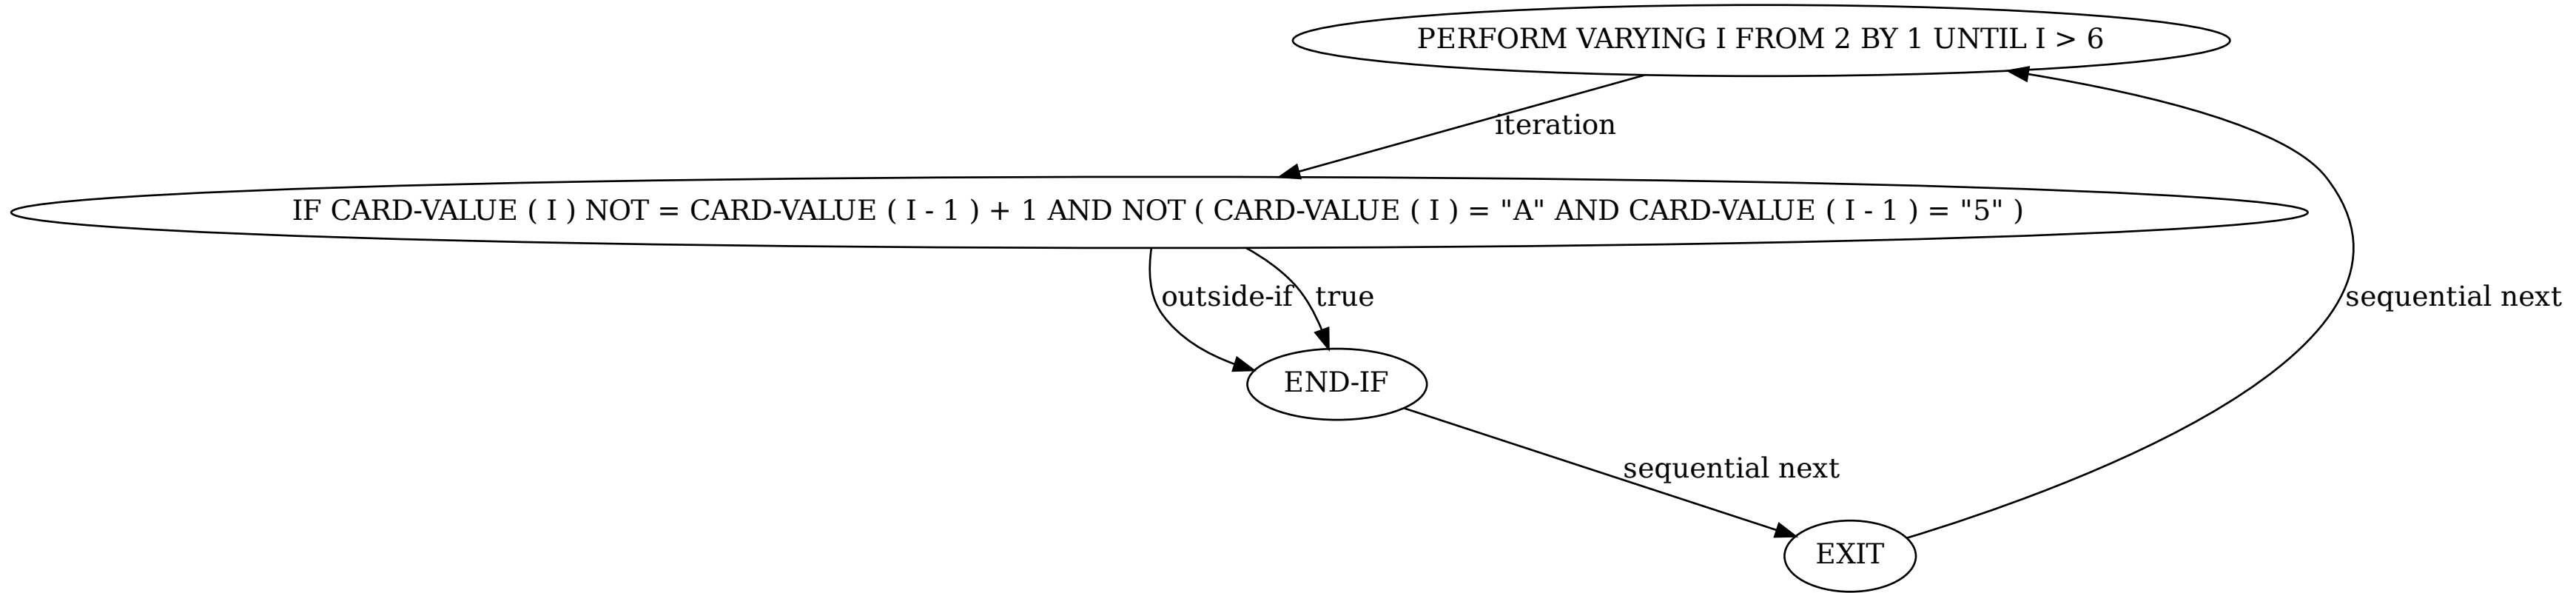 PERFORM VARYING I FROM 2 BY 1 UNTIL I > 6
iteration
IF CARD-VALUE ( I ) NOT = CARD-VALUE ( I - 1 ) + 1 AND NOT ( CARD-VALUE ( I ) = "A" AND CARD-VALUE ( I - 1 ) = "5" )
outside-if
true
sequential next
END-IF
sequential next
EXIT